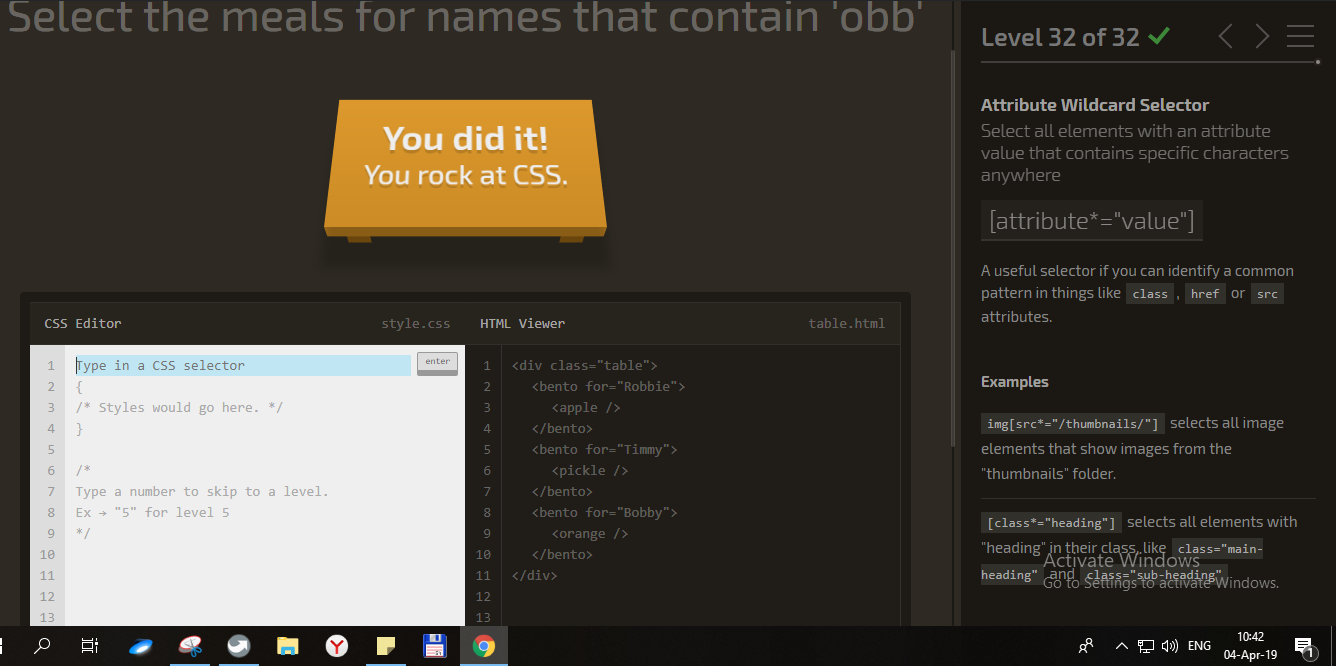 Select the meals for names that contain 'obb'
You did it!
You rock at CSS.
CSS Editor style.css
1 Type in a CSS selector enter
2 {
3 /* Styles would go here. */
4 }
5
6 /*
7 Type a number to skip to a level.
8 Ex → "5" for level 5
9 */
10
11
12
13
HTML Viewer table.html
1 <div class="table">
2 <bento for="Robbie">
3 <apple />
4 </bento>
5 <bento for="Timmy">
6 <pickle />
7 </bento>
8 <bento for="Bobby">
9 <orange />
10 </bento>
11 </div>
12
13
Level 32 of 32
Attribute Wildcard Selector
Select all elements with an attribute
value that contains specific characters
anywhere
[attribute*="value"]
A useful selector if you can identify a common
pattern in things like class , href or src
attributes.
Examples
img[src*="/thumbnails/"] selects all image
elements that show images from the
"thumbnails" folder.
[class*="heading"] selects all elements with
"heading" in their class, like class="main-
heading" and class="sub-heading"
Activate Windows
Go to Settings to activate Windows.
ENG
10:42
04-Apr-19
1